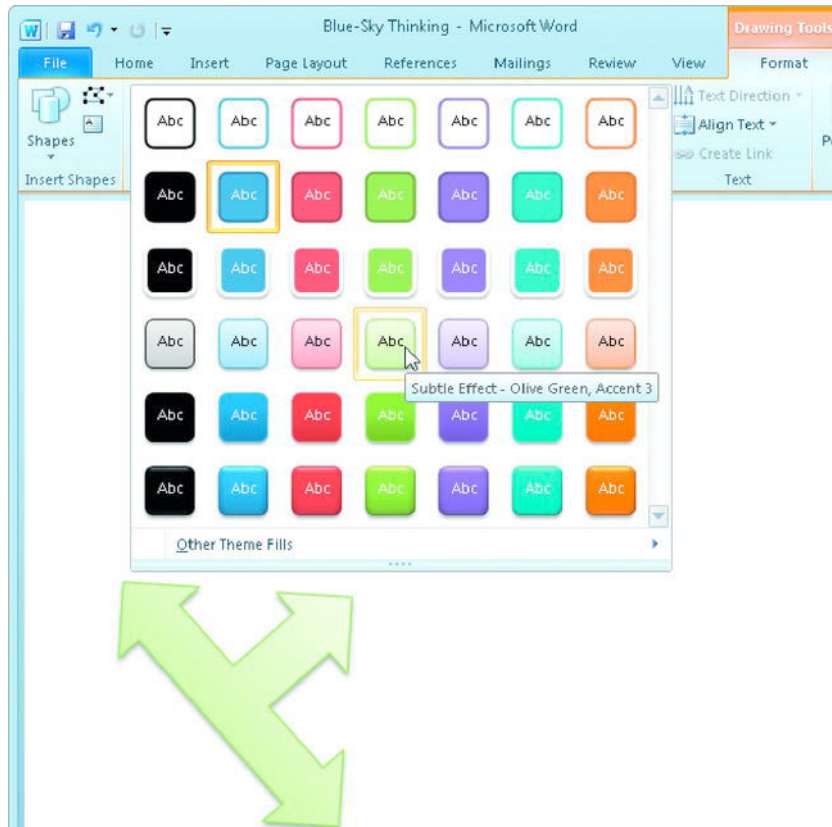 W Blue-Sky Thinking - Microsoft Word Drawing Tools
File Home Insert Page Layout References Mailings Review View Format
Shapes
Insert Shapes
Abc Abc Abc Abc Abc Abc Abc
Abc Abc Abc Abc Abc Abc Abc
Abc Abc Abc Abc Abc Abc Abc
Abc Abc Abc Abc Abc Abc Abc
Subtle Effect - Olive Green, Accent 3
Abc Abc Abc Abc Abc Abc Abc
Abc Abc Abc Abc Abc Abc Abc
Other Theme Fills
Text Direction
Align Text
Create Link
Text